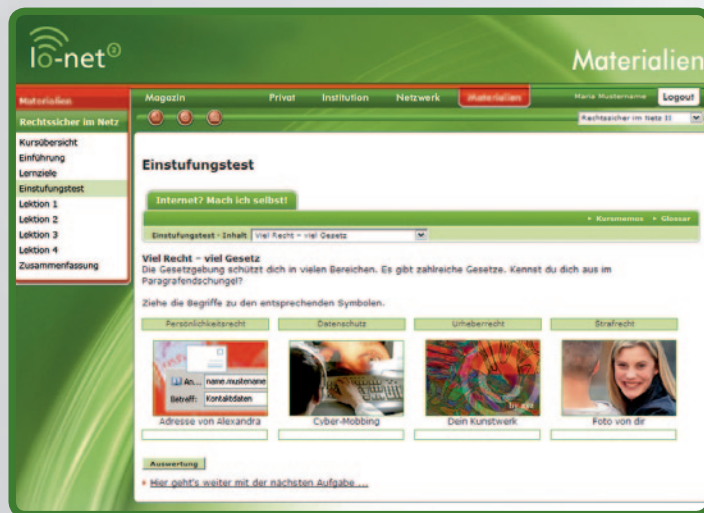 lo-net²
Materialien
Materialien
Rechtssicher im Netz
Kursübersicht
Einführung
Lernziele
Einstufungstest
Lektion 1
Lektion 2
Lektion 3
Lektion 4
Zusammenfassung
Magazin Privat Institution Netzwerk Materialien Maria Mustername Logout
Rechtssicher im Netz II
Einstufungstest
Internet? Mach ich selbst!
Kursmemos Glossar
Einstufungstest - Inhalt Viel Recht – viel Gesetz
Viel Recht – viel Gesetz
Die Gesetzgebung schützt dich in vielen Bereichen. Es gibt zahlreiche Gesetze. Kennst du dich aus im
Paragrafendschungel?
Ziehe die Begriffe zu den entsprechenden Symbolen.
Persönlichkeitsrecht Datenschutz Urheberrecht Strafrecht
An... name.mustername
Betreff: Kontaktdaten
by xyz
Adresse von Alexandra Cyber-Mobbing Dein Kunstwerk Foto von dir
Auswertung
Hier geht's weiter mit der nächsten Aufgabe ...